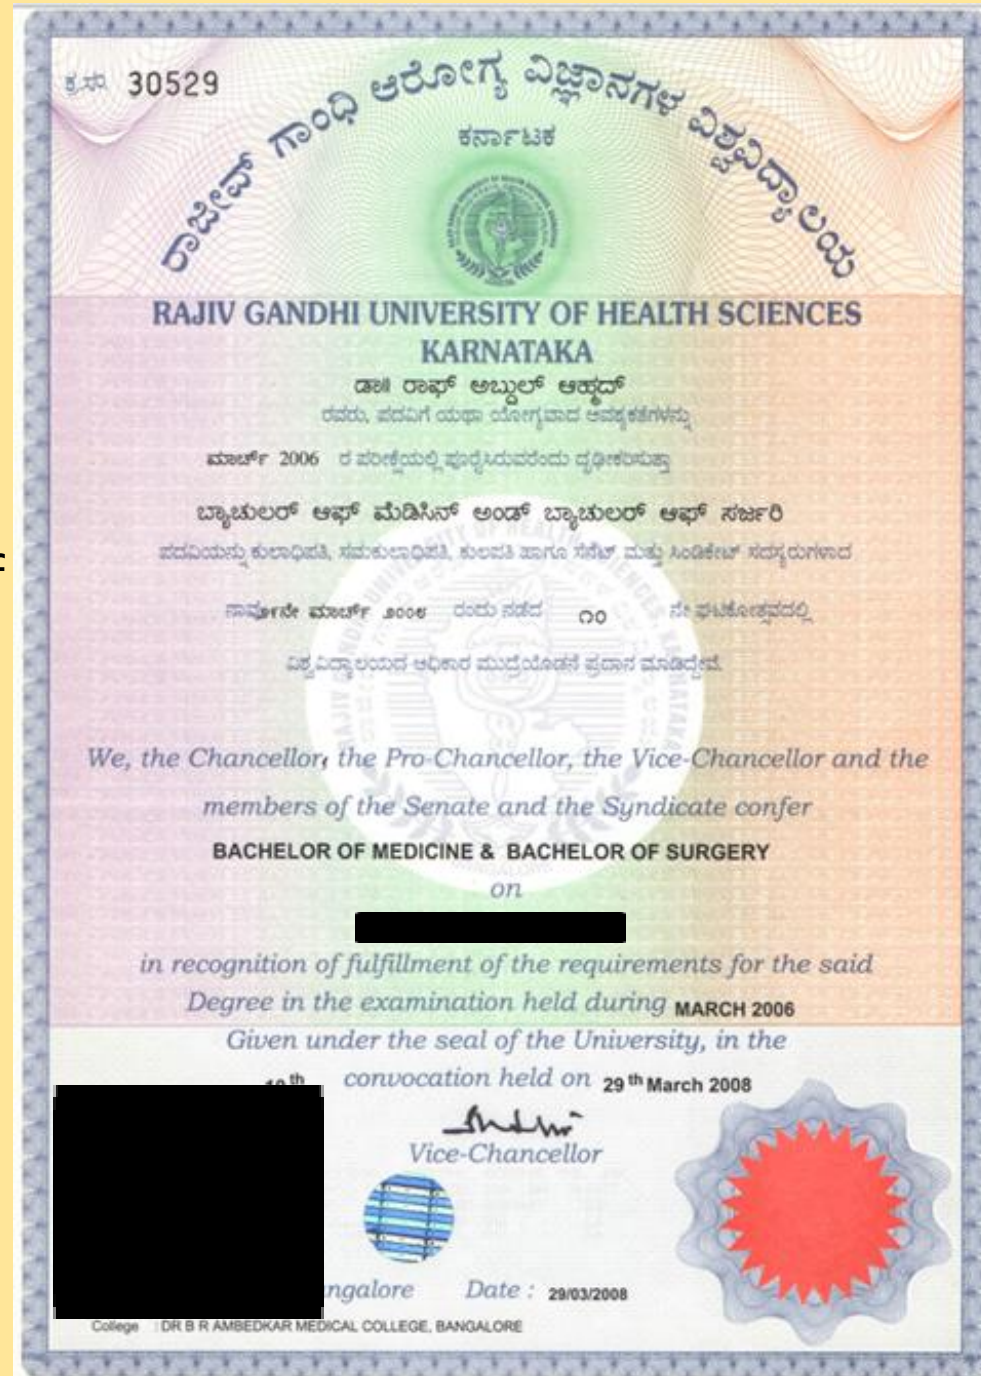 ಕ್ರ.ಸಂ. 30529
ರಾಜೀವ್ ಗಾಂಧಿ ಆರೋಗ್ಯ ವಿಜ್ಞಾನಗಳ ವಿಶ್ವವಿದ್ಯಾಲಯ
ಕರ್ನಾಟಕ
RAJIV GANDHI UNIVERSITY OF HEALTH SCIENCES
KARNATAKA
ಡಾ|| ರಾಫ್ ಅಬ್ದುಲ್ ಆಹ್ಮದ್
ರವರು, ಪದವಿಗೆ ಯಥಾ ಯೋಗ್ಯವಾದ ಅವಶ್ಯಕತೆಗಳನ್ನು
ಮಾರ್ಚ್ 2006 ರ ಪರೀಕ್ಷೆಯಲ್ಲಿ ಪೂರೈಸಿರುವರೆಂದು ದೃಢೀಕರಿಸುತ್ತಾ
ಬ್ಯಾಚುಲರ್ ಆಫ್ ಮೆಡಿಸಿನ್ ಅಂಡ್ ಬ್ಯಾಚುಲರ್ ಆಫ್ ಸರ್ಜರಿ
ಪದವಿಯನ್ನು ಕುಲಾಧಿಪತಿ, ಸಮಕುಲಾಧಿಪತಿ, ಕುಲಪತಿ ಹಾಗೂ ಸೆನೆಟ್ ಮತ್ತು ಸಿಂಡಿಕೇಟ್ ಸದಸ್ಯರುಗಳಾದ
ಮಾರ್ಚ್ ೨೦೦೮ ರಂದು ನಡೆದ ೧೦ ನೇ ಘಟಿಕೋತ್ಸವದಲ್ಲಿ
ವಿಶ್ವವಿದ್ಯಾಲಯದ ಅಧಿಕಾರ ಮುದ್ರೆಯೊಡನೆ ಪ್ರದಾನ ಮಾಡಿದ್ದೇವೆ.
We, the Chancellor, the Pro-Chancellor, the Vice-Chancellor and the
members of the Senate and the Syndicate confer
BACHELOR OF MEDICINE & BACHELOR OF SURGERY
on
in recognition of fulfillment of the requirements for the said
Degree in the examination held during MARCH 2006
Given under the seal of the University, in the
convocation held on 29th March 2008
Vice-Chancellor
Date : 29/03/2008
College : DR B R AMBEDKAR MEDICAL COLLEGE, BANGALORE